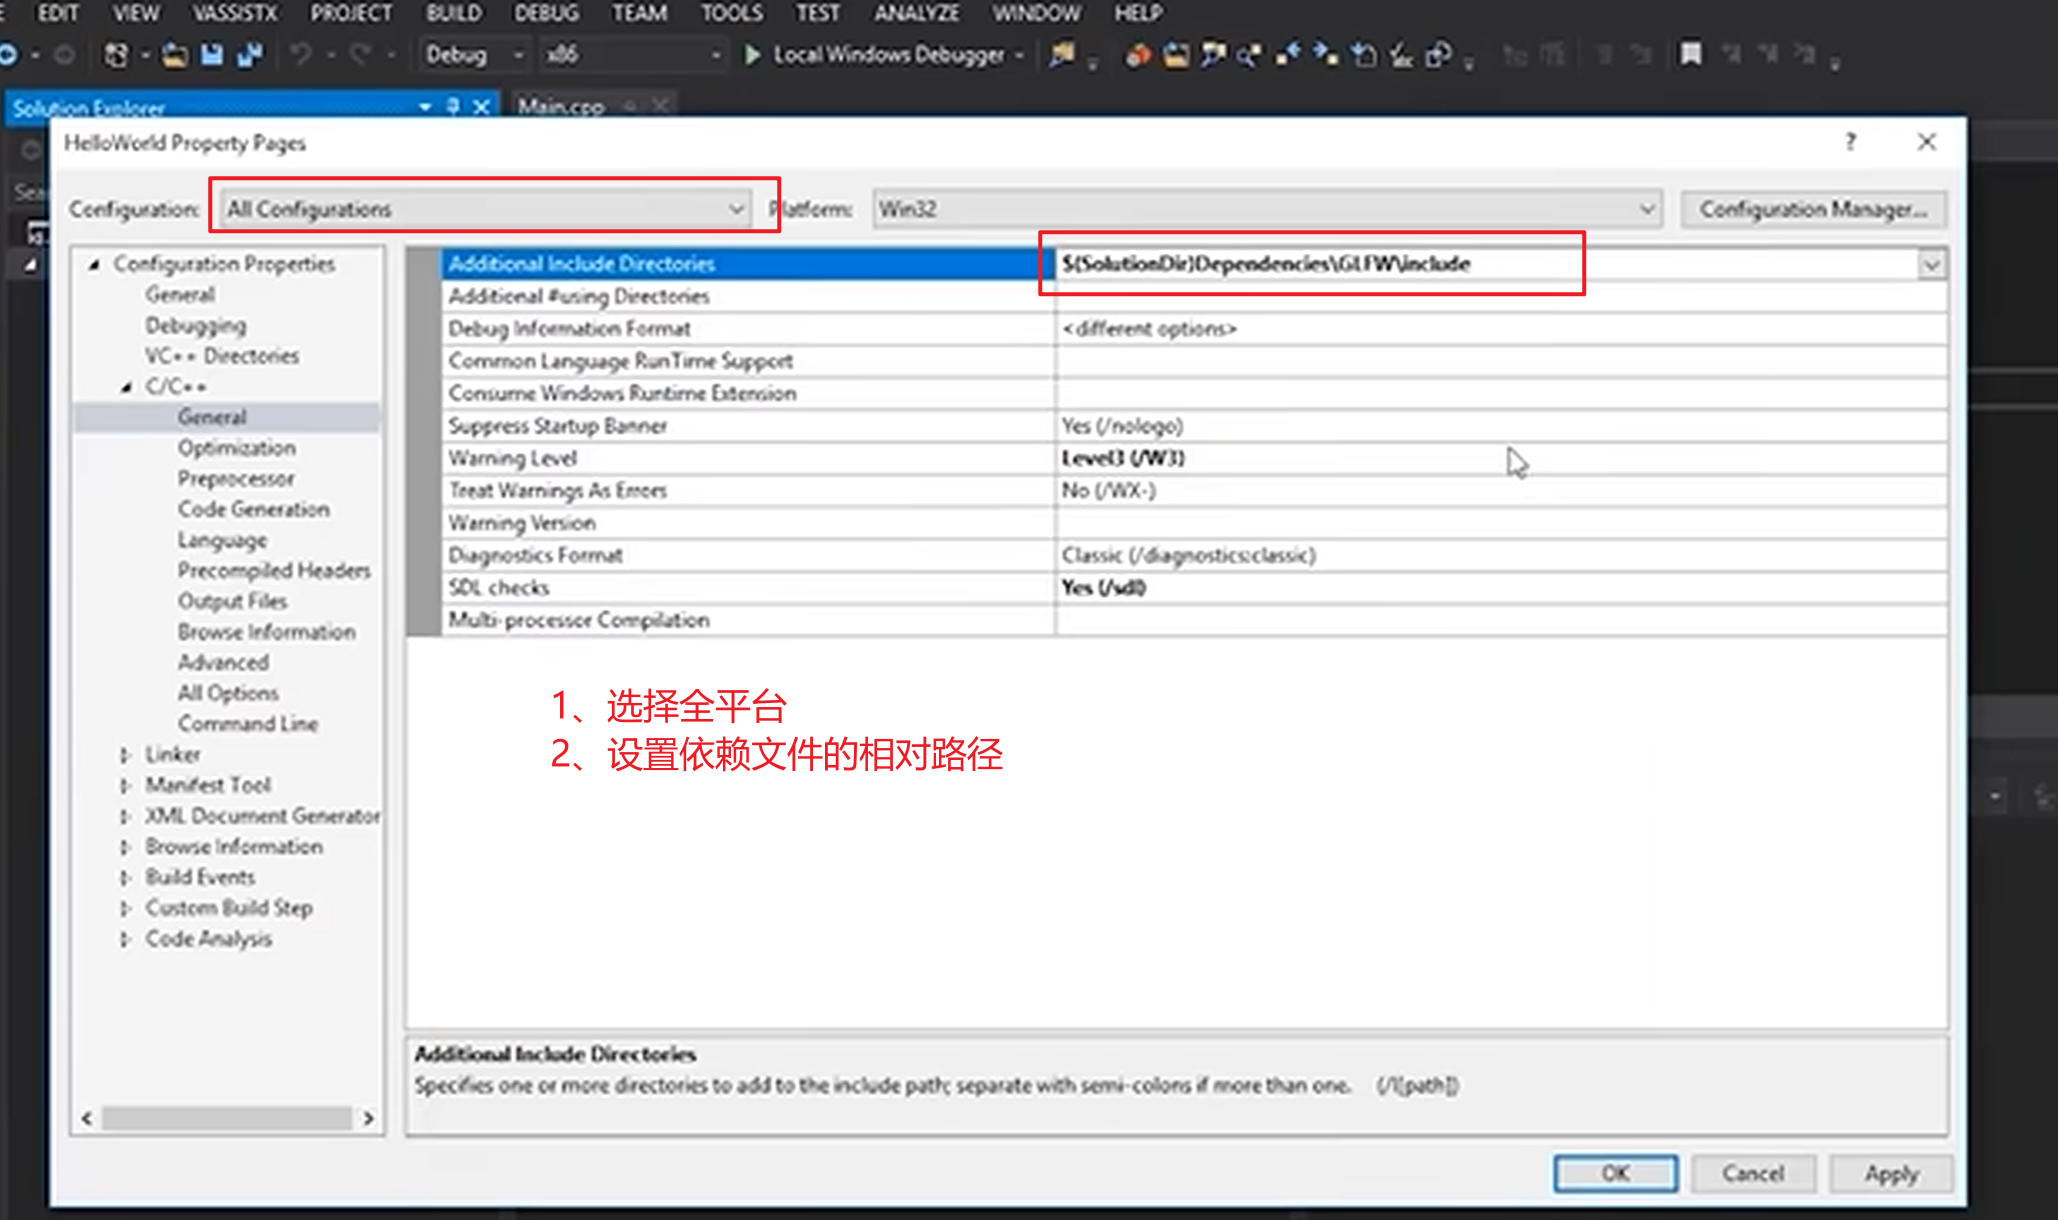 EDIT VIEW VASSISTX PROJECT BUILD DEBUG TEAM TOOLS TEST ANALYZE WINDOW HELP
Debug x86 Local Windows Debugger
Solution Explorer Main.cpp
HelloWorld Property Pages
Configuration: All Configurations Platform: Win32 Configuration Manager...
Configuration Properties
General
Debugging
VC++ Directories
C/C++
General
Optimization
Preprocessor
Code Generation
Language
Precompiled Headers
Output Files
Browse Information
Advanced
All Options
Command Line
Linker
Manifest Tool
XML Document Generator
Browse Information
Build Events
Custom Build Step
Code Analysis
Additional Include Directories $(SolutionDir)Dependencies\GLFW\include
Additional #using Directories
Debug Information Format <different options>
Common Language RunTime Support
Consume Windows Runtime Extension
Suppress Startup Banner Yes (/nologo)
Warning Level Level3 (/W3)
Treat Warnings As Errors No (/WX-)
Warning Version
Diagnostics Format Classic (/diagnostics:classic)
SDL checks Yes (/sdl)
Multi-processor Compilation
1、选择全平台
2、设置依赖文件的相对路径
Additional Include Directories
Specifies one or more directories to add to the include path; separate with semi-colons if more than one. (/I[path])
OK Cancel Apply